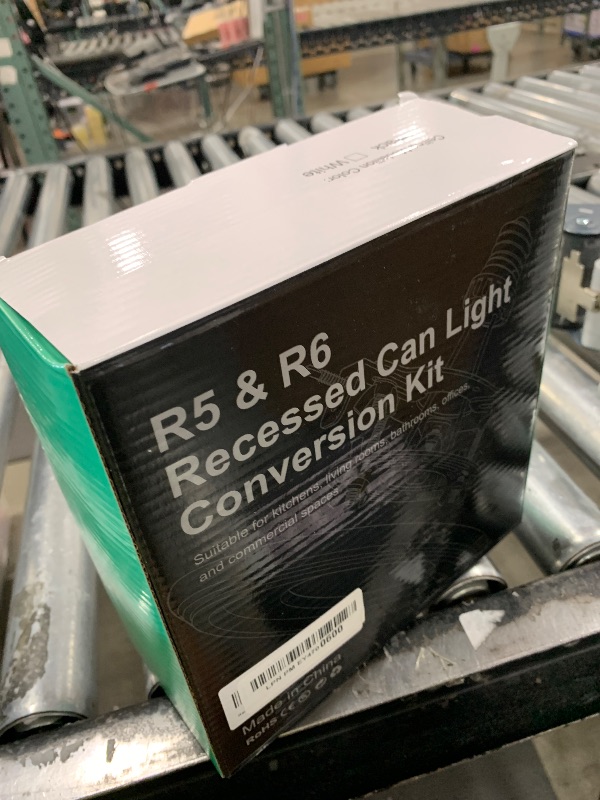 White
R5 & R6
Recessed Can Light
Conversion Kit
Suitable for kitchens, living rooms, bathrooms, offices,
and commercial spaces
Made in China
RoHS CE